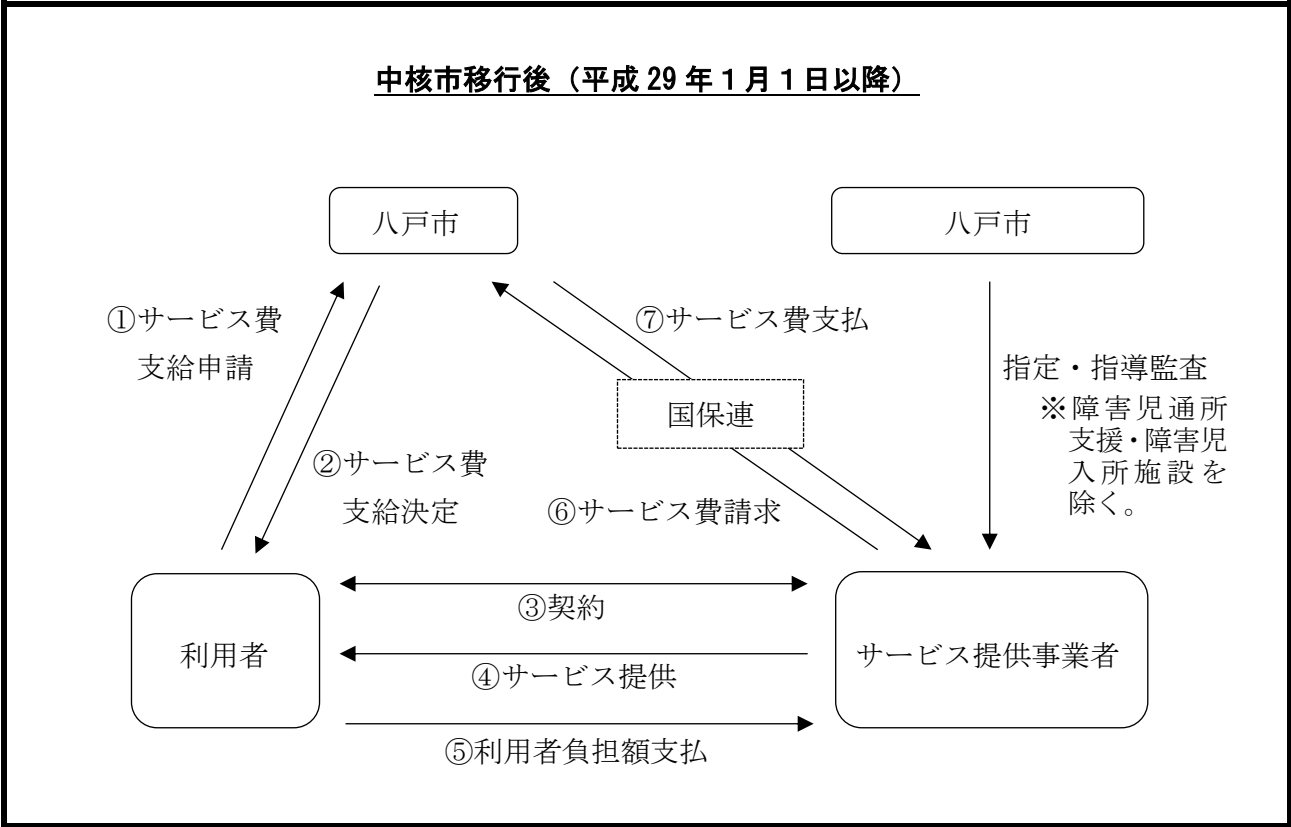 中核市移行後（平成 29 年１月１日以降）
八戸市
八戸市
①サービス費
支給申請
⑦サービス費支払
指定・指導監査
※障害児通所
支援・障害児
入所施設を
除く。
国保連
②サービス費
支給決定
⑥サービス費請求
利用者
③契約
④サービス提供
⑤利用者負担額支払
サービス提供事業者